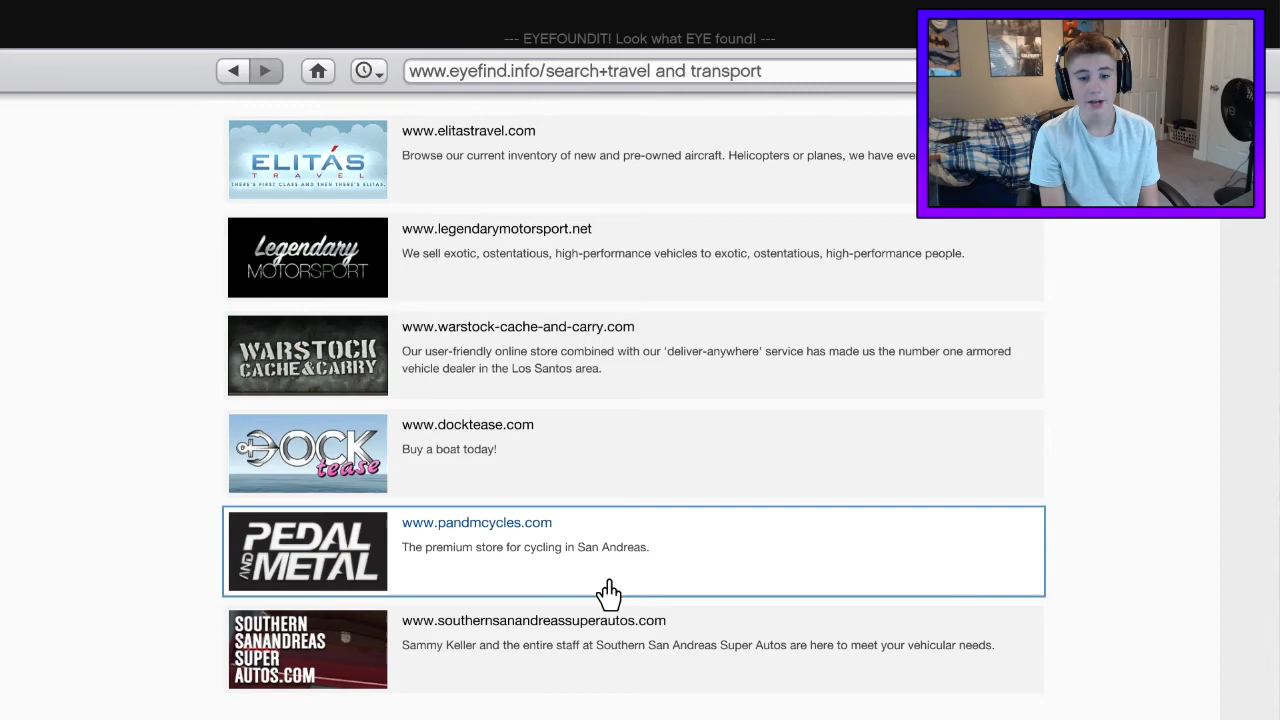 --- EYEFOUNDIT! Look what EYE found! ---
www.eyefind.info/search+travel and transport
ELITÁS
TRAVEL
THERE'S FIRST CLASS AND THEN THERE'S ELITAS.
www.elitastravel.com
Browse our current inventory of new and pre-owned aircraft. Helicopters or planes, we have eve
Legendary
MOTORSPORT
www.legendarymotorsport.net
We sell exotic, ostentatious, high-performance vehicles to exotic, ostentatious, high-performance people.
WARSTOCK
CACHE&CARRY
www.warstock-cache-and-carry.com
Our user-friendly online store combined with our 'deliver-anywhere' service has made us the number one armored
vehicle dealer in the Los Santos area.
DOCK
tease
www.docktease.com
Buy a boat today!
PEDAL
AND METAL
www.pandmcycles.com
The premium store for cycling in San Andreas.
SOUTHERN
SANANDREAS
SUPER
AUTOS.COM
www.southernsanandreassuperautos.com
Sammy Keller and the entire staff at Southern San Andreas Super Autos are here to meet your vehicular needs.